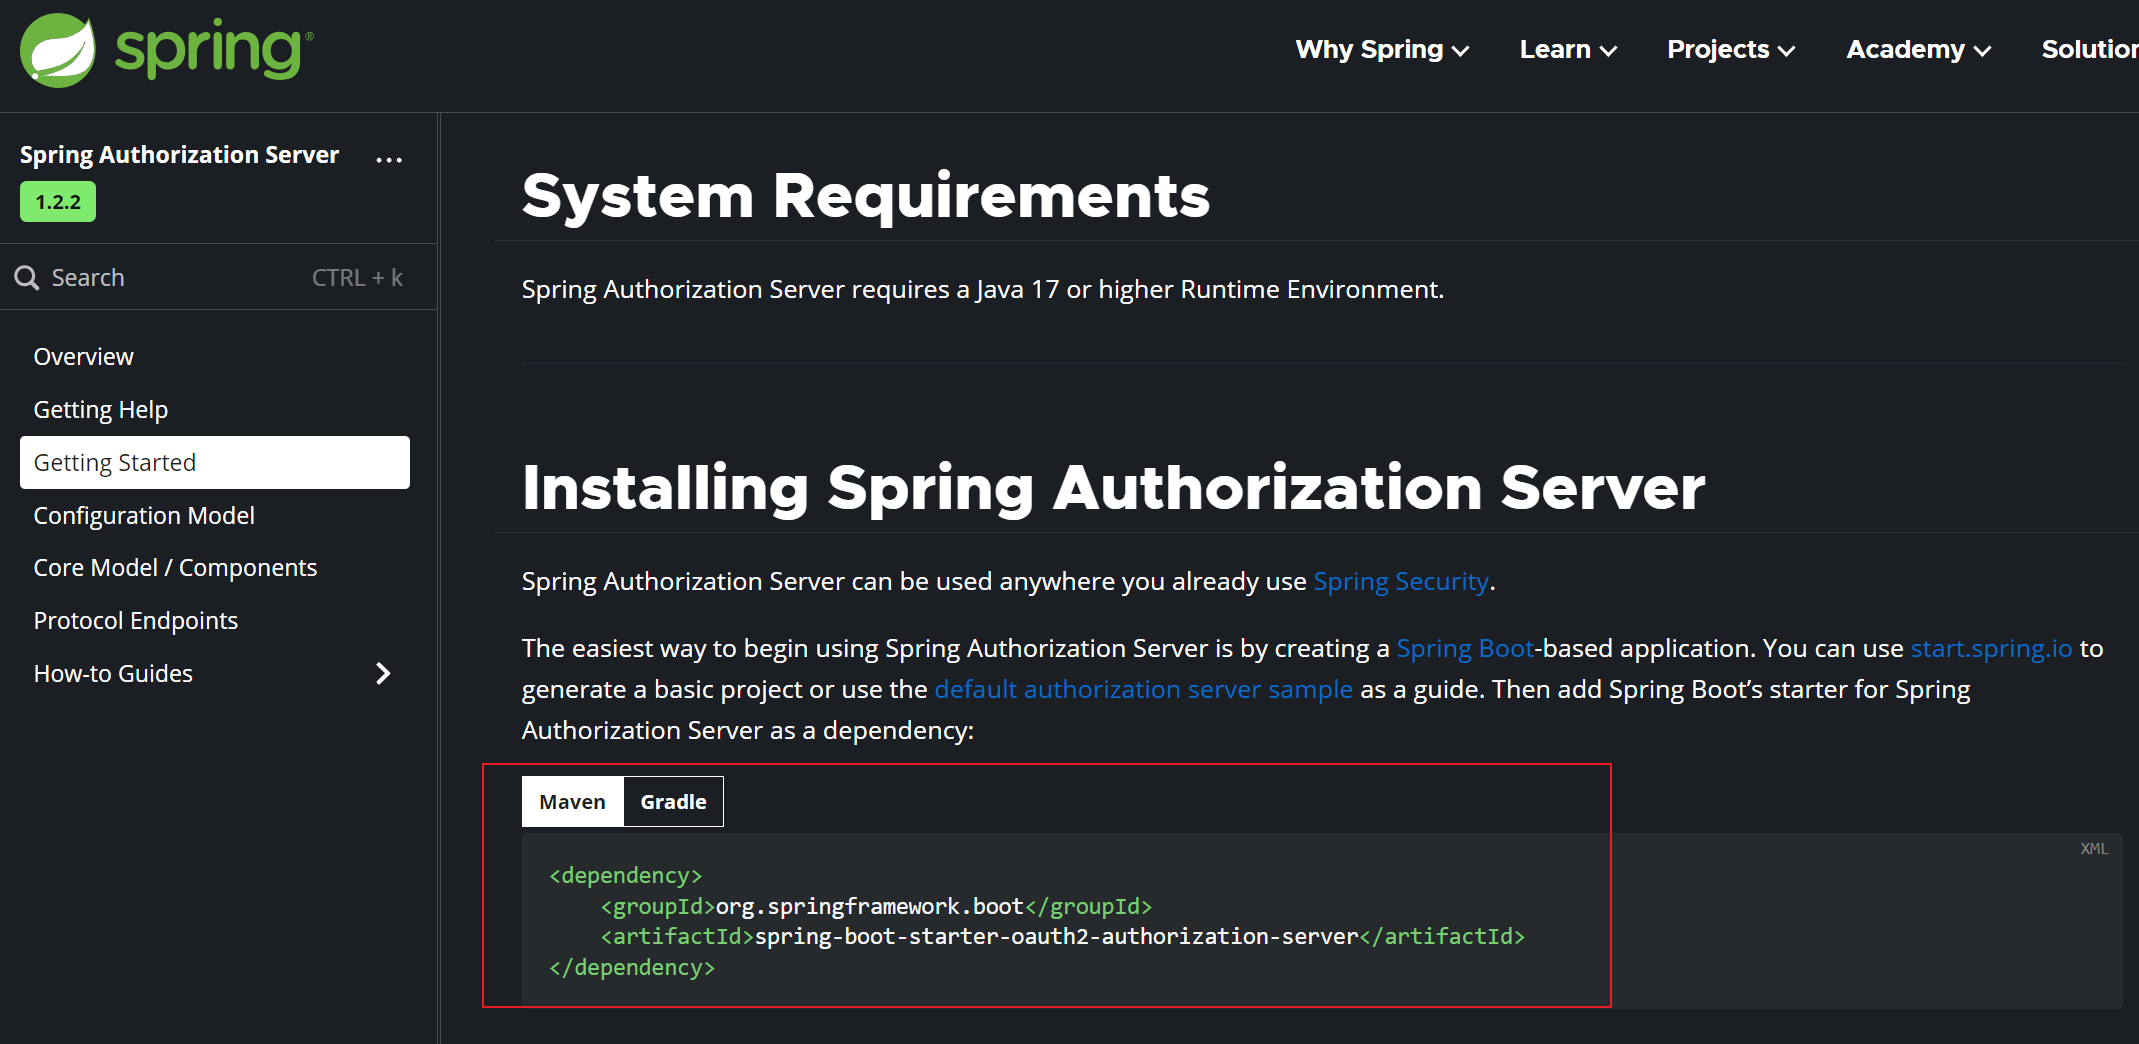 spring®
Why Spring
Learn
Projects
Academy
Solution
Spring Authorization Server
...
1.2.2
Search
CTRL + k
Overview
Getting Help
Getting Started
Configuration Model
Core Model / Components
Protocol Endpoints
How-to Guides
System Requirements
Spring Authorization Server requires a Java 17 or higher Runtime Environment.
Installing Spring Authorization Server
Spring Authorization Server can be used anywhere you already use Spring Security.
The easiest way to begin using Spring Authorization Server is by creating a Spring Boot-based application. You can use start.spring.io to
generate a basic project or use the default authorization server sample as a guide. Then add Spring Boot’s starter for Spring
Authorization Server as a dependency:
Maven
Gradle
XML
<dependency>
    <groupId>org.springframework.boot</groupId>
    <artifactId>spring-boot-starter-oauth2-authorization-server</artifactId>
</dependency>